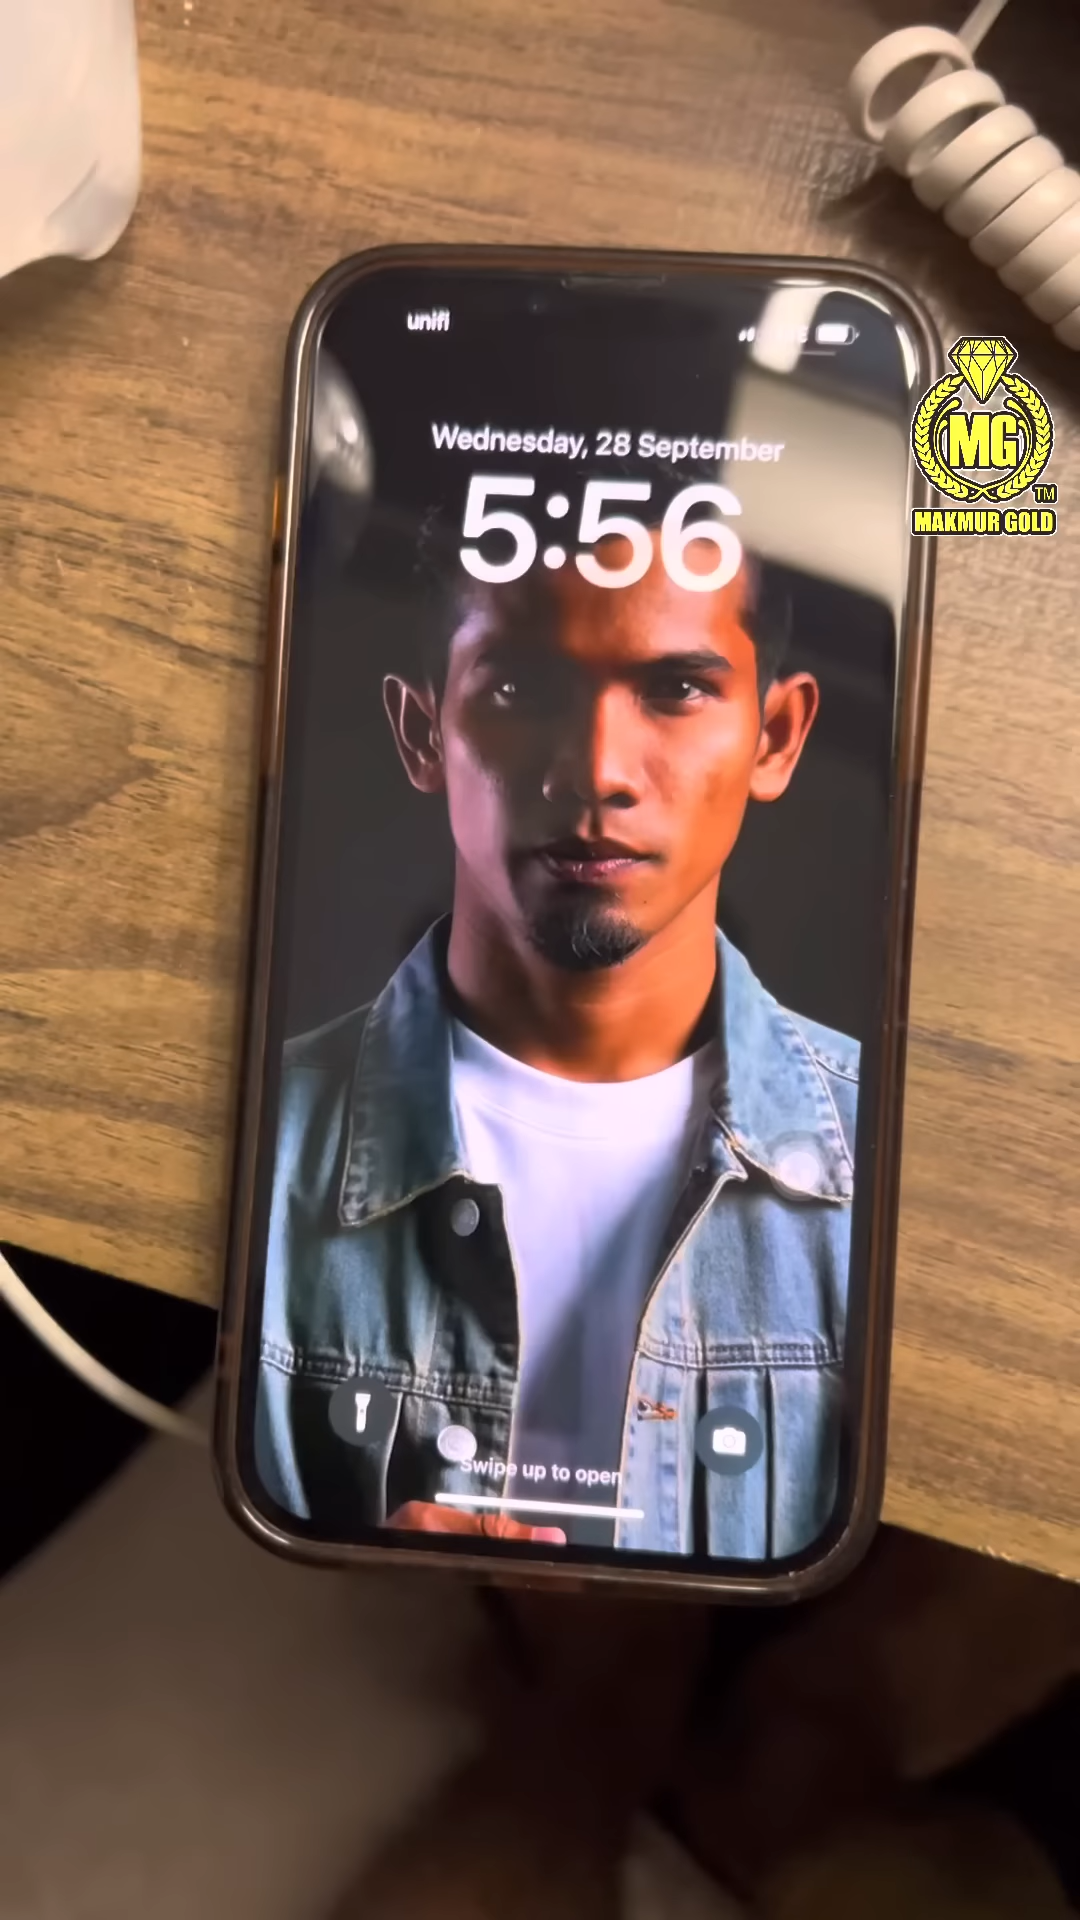 unifi
Wednesday, 28 September
5:56
MG
TM
MAKMUR GOLD
Swipe up to open